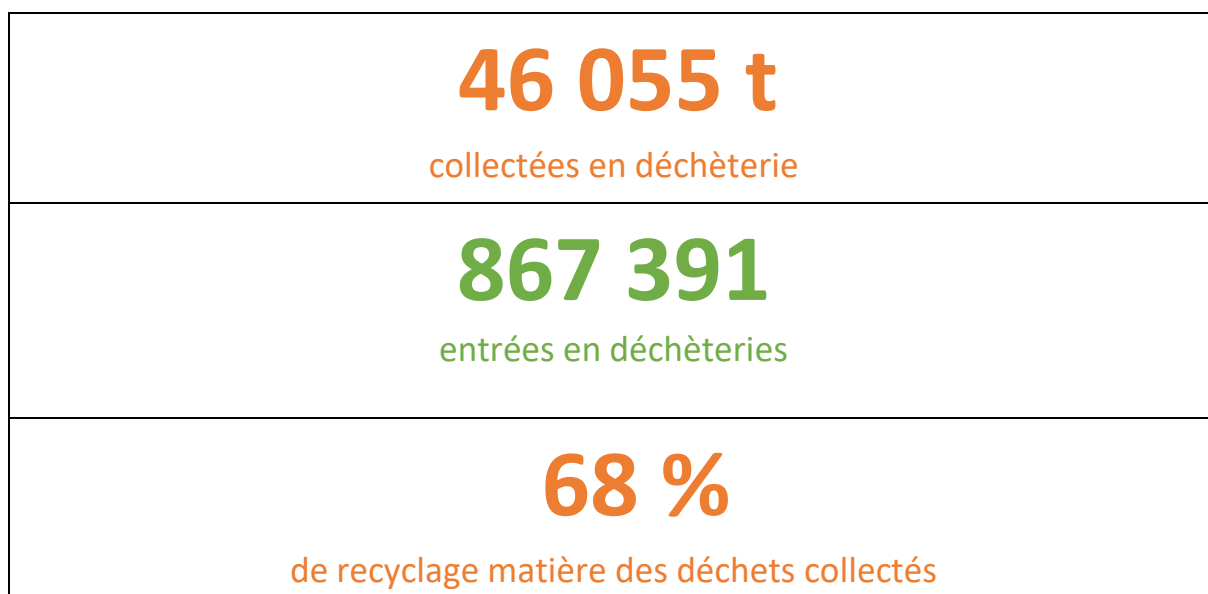 46 055 t
collectées en déchèterie
867 391
entrées en déchèteries
68 %
de recyclage matière des déchets collectés